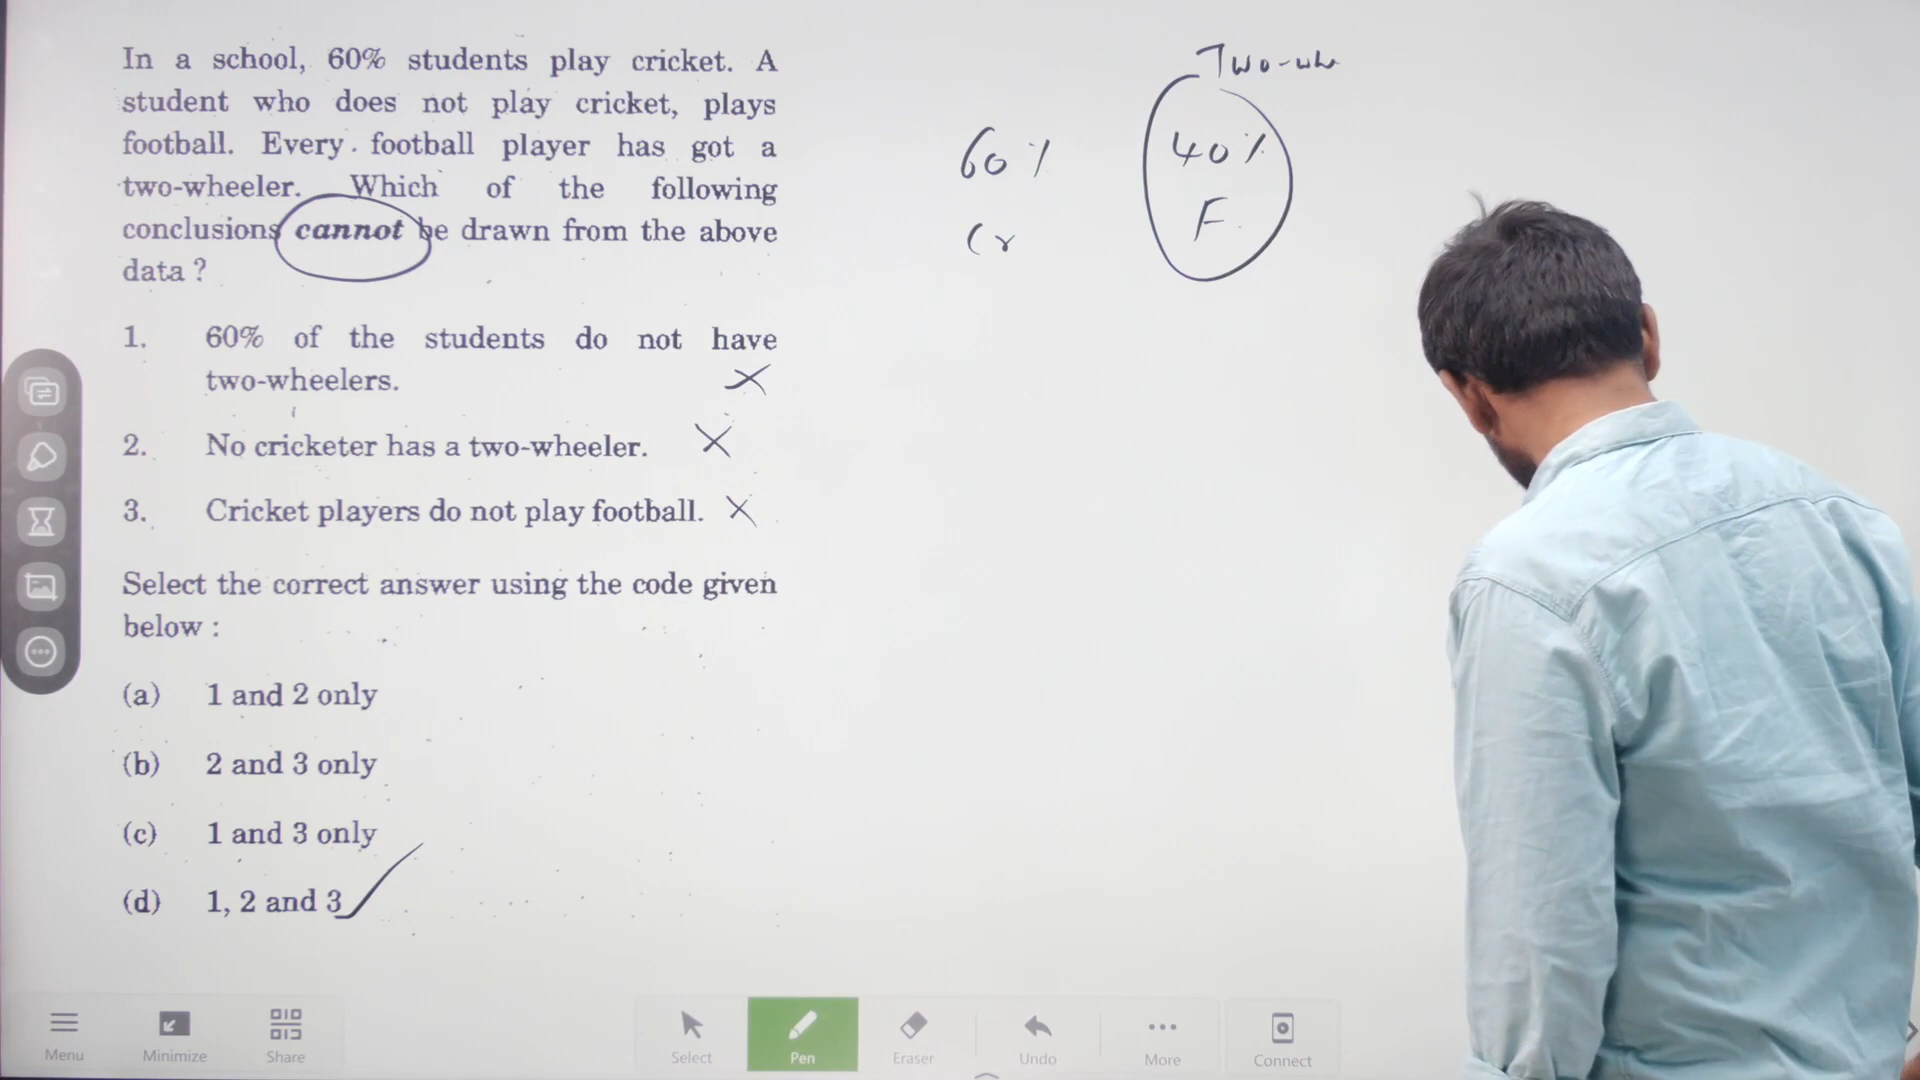 In a school, 60% students play cricket. A
student who does not play cricket, plays
football. Every football player has got a
two-wheeler. Which of the following
conclusions cannot be drawn from the above
data ?
1. 60% of the students do not have
two-wheelers.
2. No cricketer has a two-wheeler.
3. Cricket players do not play football.
Select the correct answer using the code given
below :
(a) 1 and 2 only
(b) 2 and 3 only
(c) 1 and 3 only
(d) 1, 2 and 3
Two-whe
60% 40%
Cr F
Menu Minimize Share Select Pen Eraser Undo More Connect